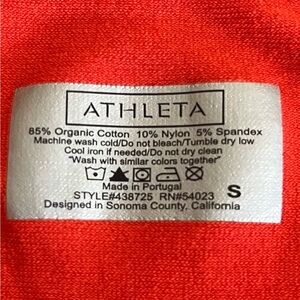 ATHLETA
85% Organic Cotton 10% Nylon 5% Spandex
Machine wash cold/Do not bleach/Tumble dry low
Cool iron if needed/Do not dry clean
"Wash with similar colors together"
Made in Portugal
STYLE#438725 RN#54023
S
Designed in Sonoma County, California